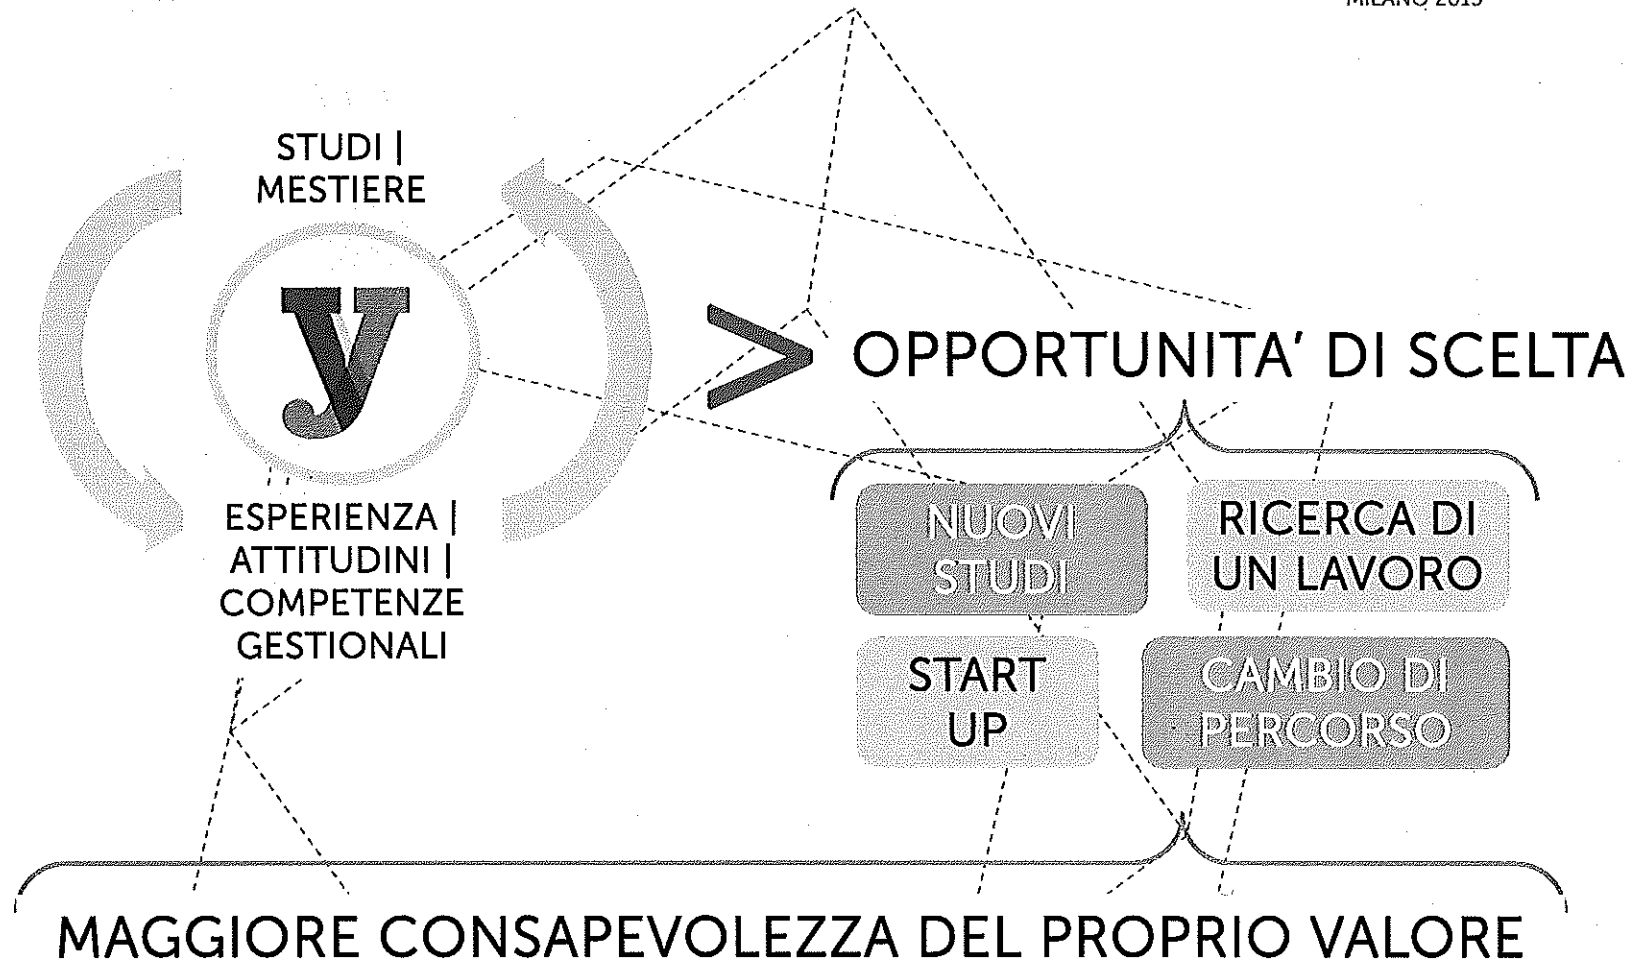 MILANO 2015
STUDI |
MESTIERE
y
> OPPORTUNITA' DI SCELTA
ESPERIENZA |
ATTITUDINI |
COMPETENZE
GESTIONALI
NUOVI
STUDI
RICERCA DI
UN LAVORO
START
UP
CAMBIO DI
PERCORSO
MAGGIORE CONSAPEVOLEZZA DEL PROPRIO VALORE